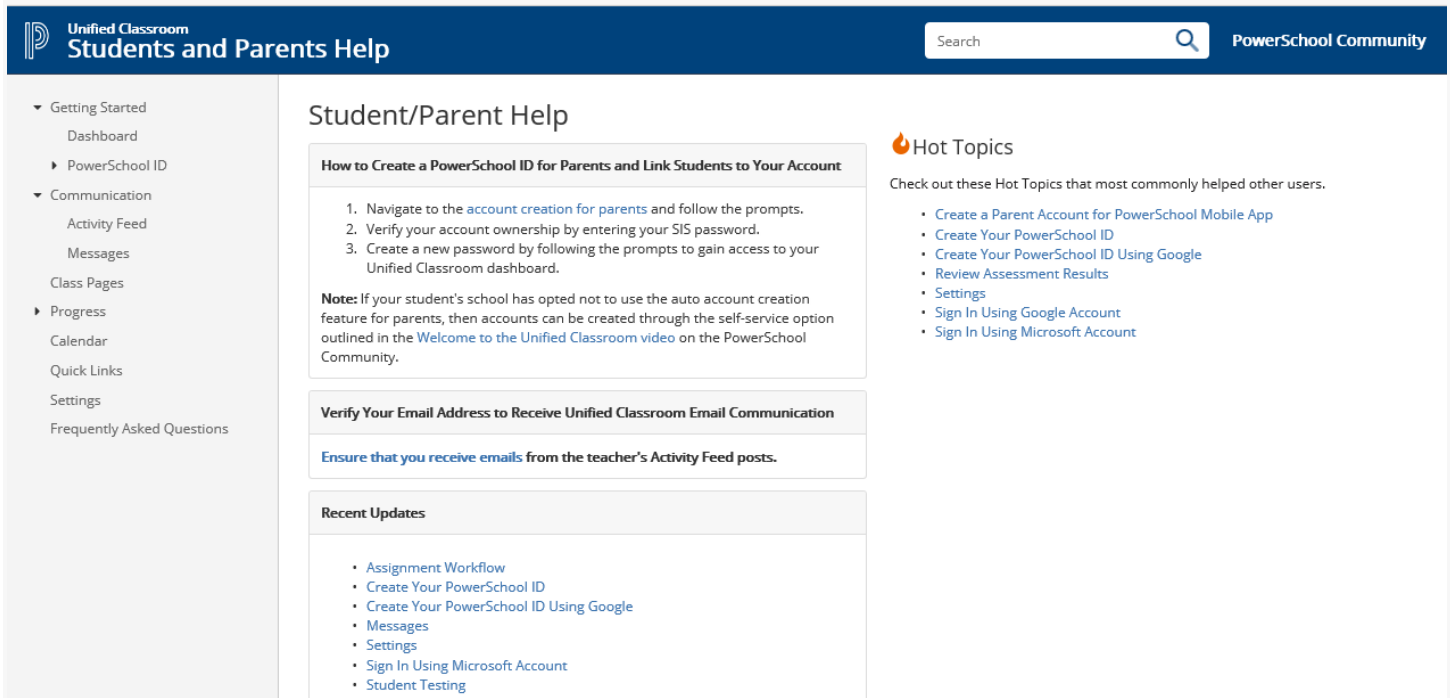 Unified Classroom
Students and Parents Help
Search
PowerSchool Community
Getting Started
Dashboard
PowerSchool ID
Communication
Activity Feed
Messages
Class Pages
Progress
Calendar
Quick Links
Settings
Frequently Asked Questions
Student/Parent Help
How to Create a PowerSchool ID for Parents and Link Students to Your Account
1. Navigate to the account creation for parents and follow the prompts.
2. Verify your account ownership by entering your SIS password.
3. Create a new password by following the prompts to gain access to your
Unified Classroom dashboard.
Note: If your student's school has opted not to use the auto account creation
feature for parents, then accounts can be created through the self-service option
outlined in the Welcome to the Unified Classroom video on the PowerSchool
Community.
Verify Your Email Address to Receive Unified Classroom Email Communication
Ensure that you receive emails from the teacher's Activity Feed posts.
Recent Updates
• Assignment Workflow
• Create Your PowerSchool ID
• Create Your PowerSchool ID Using Google
• Messages
• Settings
• Sign In Using Microsoft Account
• Student Testing
Hot Topics
Check out these Hot Topics that most commonly helped other users.
• Create a Parent Account for PowerSchool Mobile App
• Create Your PowerSchool ID
• Create Your PowerSchool ID Using Google
• Review Assessment Results
• Settings
• Sign In Using Google Account
• Sign In Using Microsoft Account